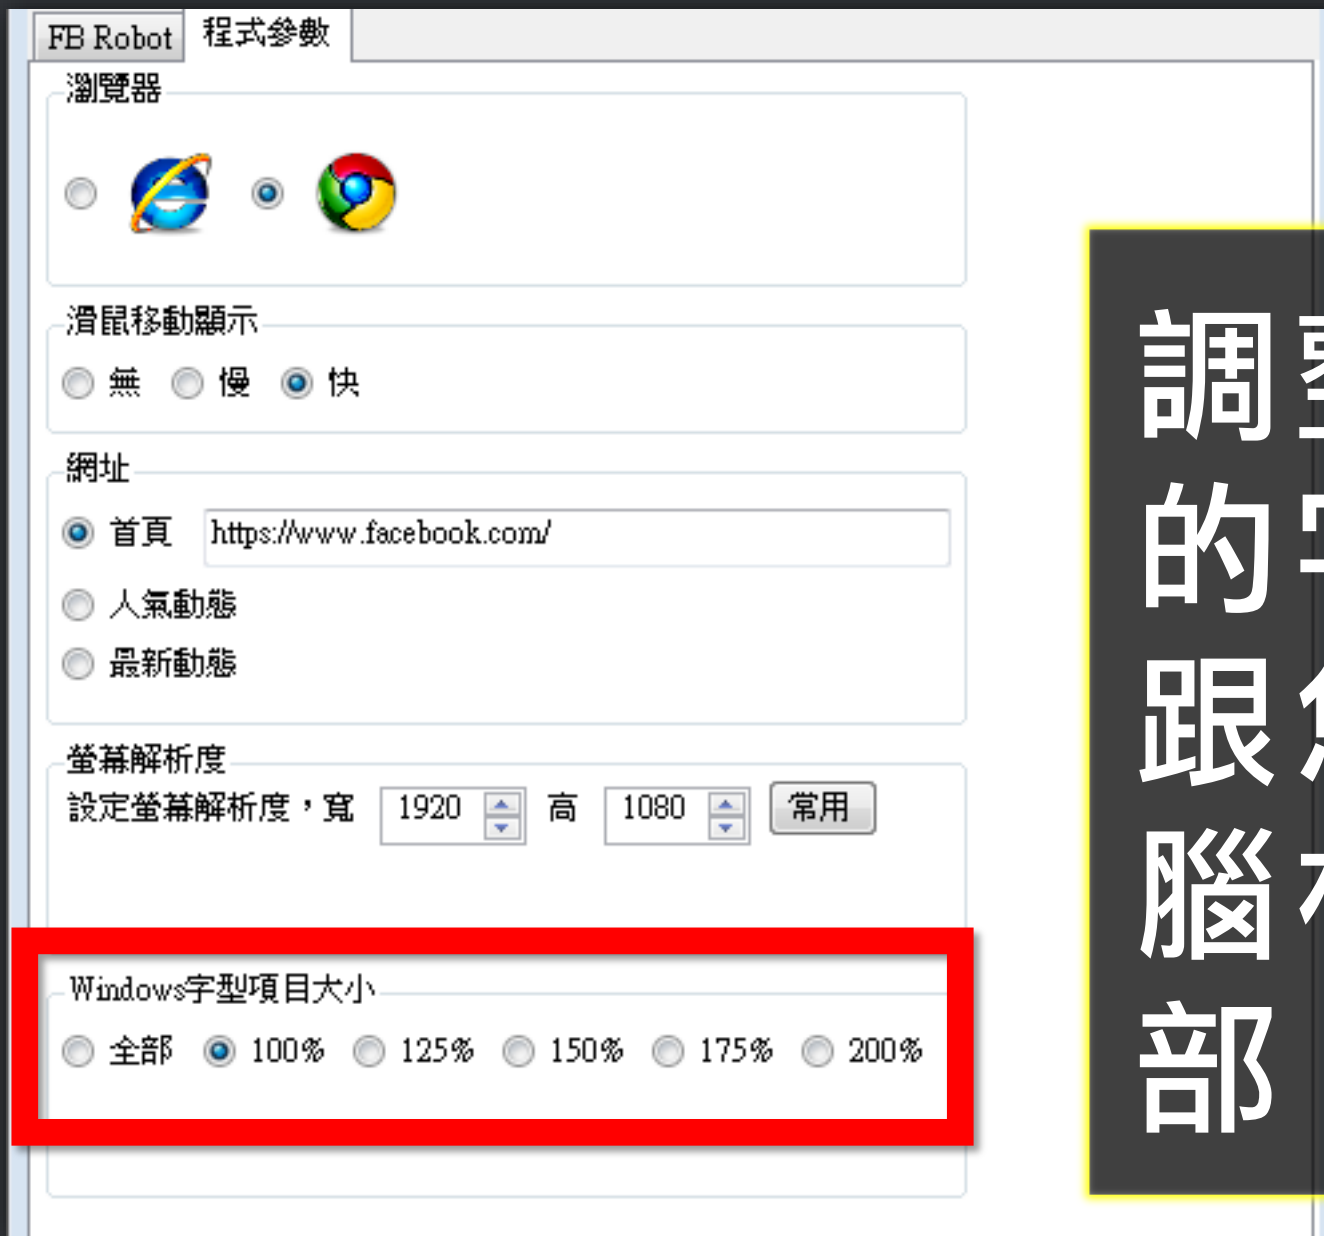 FB Robot
程式參數
瀏覽器
滑鼠移動顯示
無 慢 快
網址
首頁 https://www.facebook.com/
人氣動態
最新動態
螢幕解析度
設定螢幕解析度，寬 1920 高 1080 常用
Windows字型項目大小
全部 100% 125% 150% 175% 200%
調
的
跟
腦
部